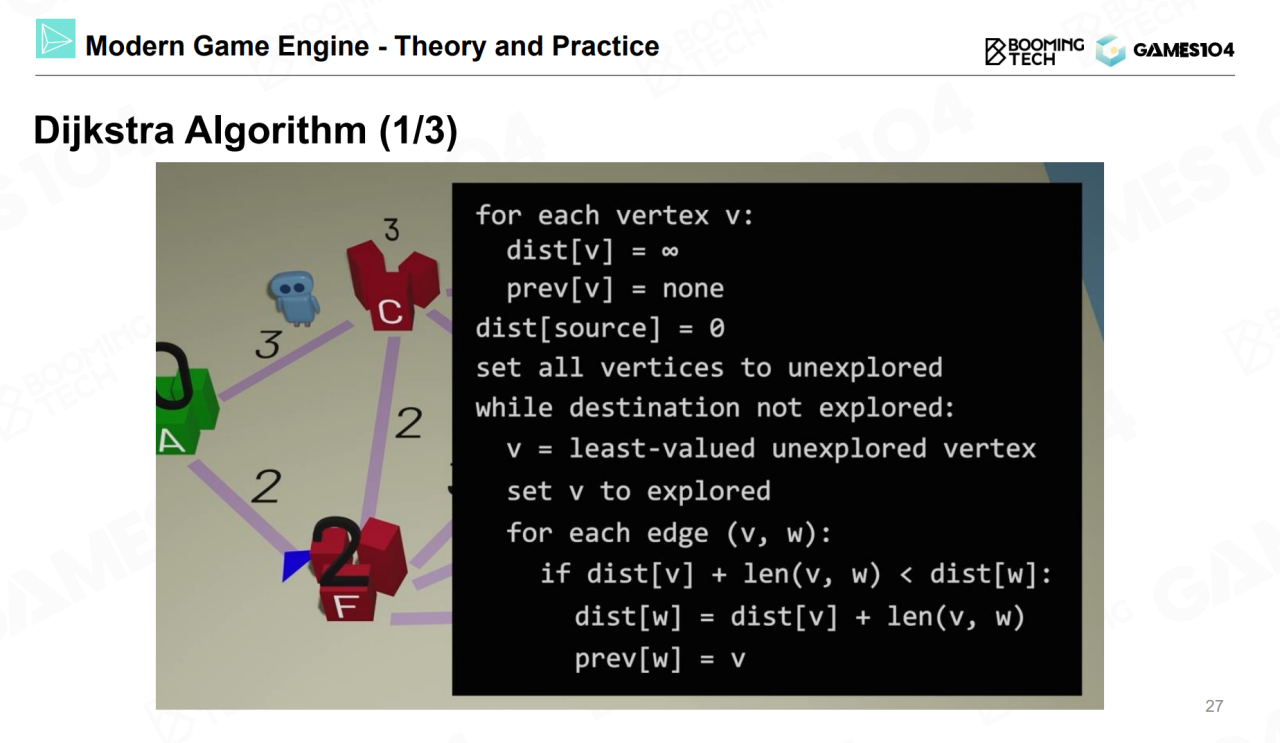 Modern Game Engine - Theory and Practice
BOOMING
TECH
GAMES104
Dijkstra Algorithm (1/3)
3
C
3
0
A
2
2
2
F
for each vertex v:
dist[v] = ∞
prev[v] = none
dist[source] = 0
set all vertices to unexplored
while destination not explored:
v = least-valued unexplored vertex
set v to explored
for each edge (v, w):
if dist[v] + len(v, w) < dist[w]:
dist[w] = dist[v] + len(v, w)
prev[w] = v
27